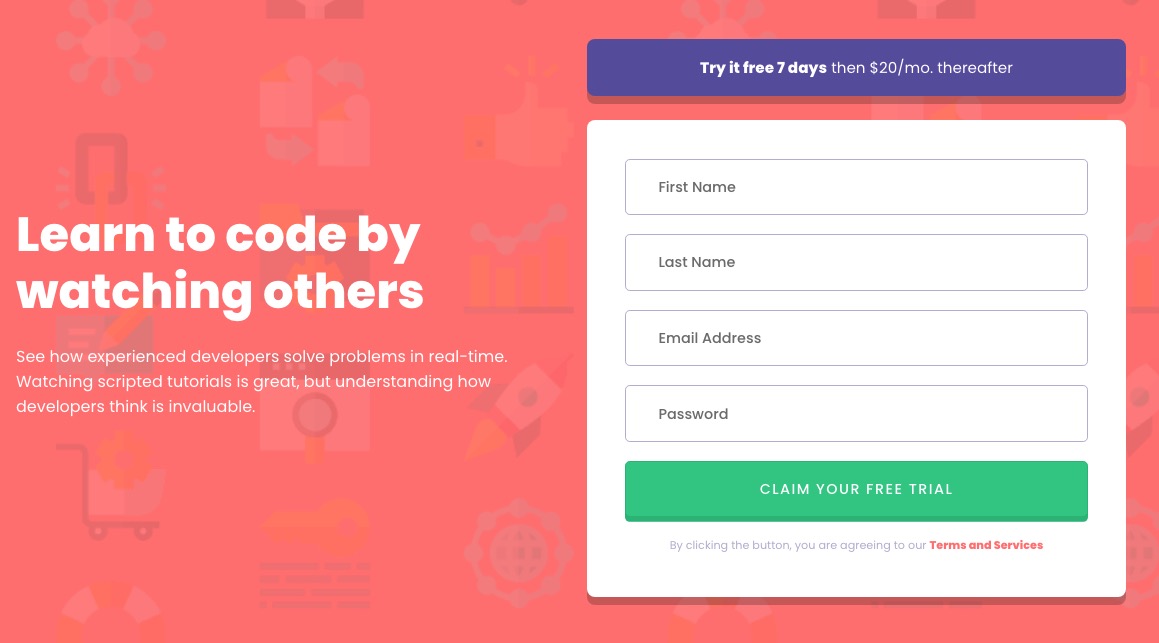 Learn to code by
watching others
See how experienced developers solve problems in real-time.
Watching scripted tutorials is great, but understanding how
developers think is invaluable.
Try it free 7 days then $20/mo. thereafter
First Name
Last Name
Email Address
Password
CLAIM YOUR FREE TRIAL
By clicking the button, you are agreeing to our Terms and Services